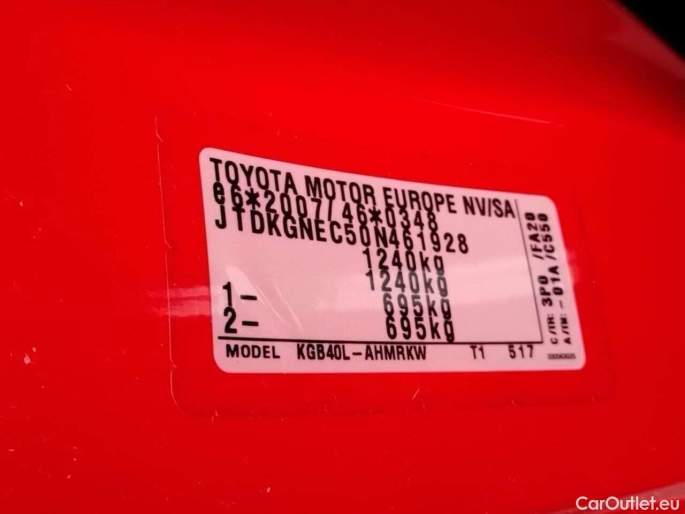 TOYOTA MOTOR EUROPE NV/SA
e6*2007/46*0348
JTDKGNEC50N461928
1240kg
1240kg
1- 695kg
2- 695kg
C/TR: 3P0 /FA20
A/TM: -01A /C550
MODEL KGB40L-AHMRKW T1 517
CarOutlet.eu